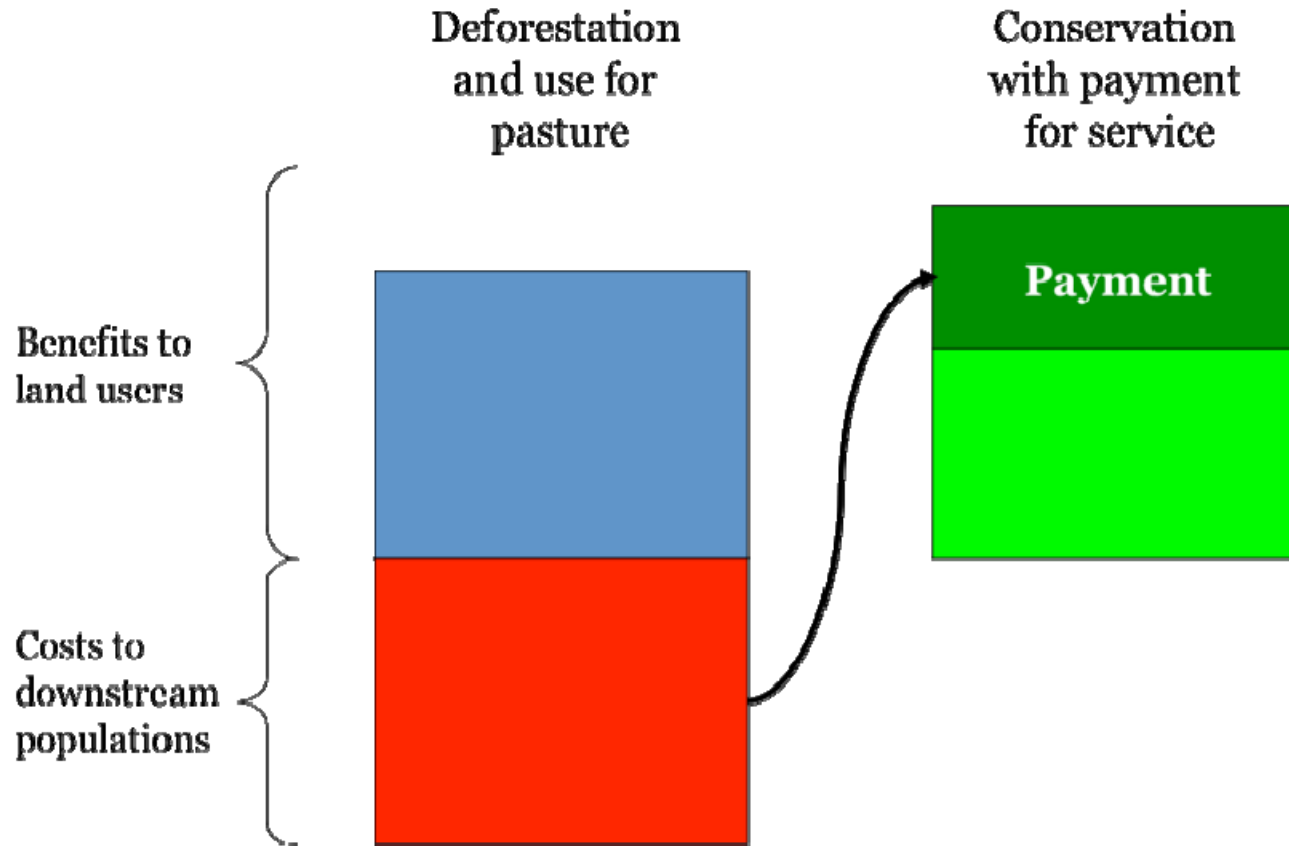 Deforestation
and use for
pasture
Conservation
with payment
for service
Payment
Benefits to
land users
Costs to
downstream
populations